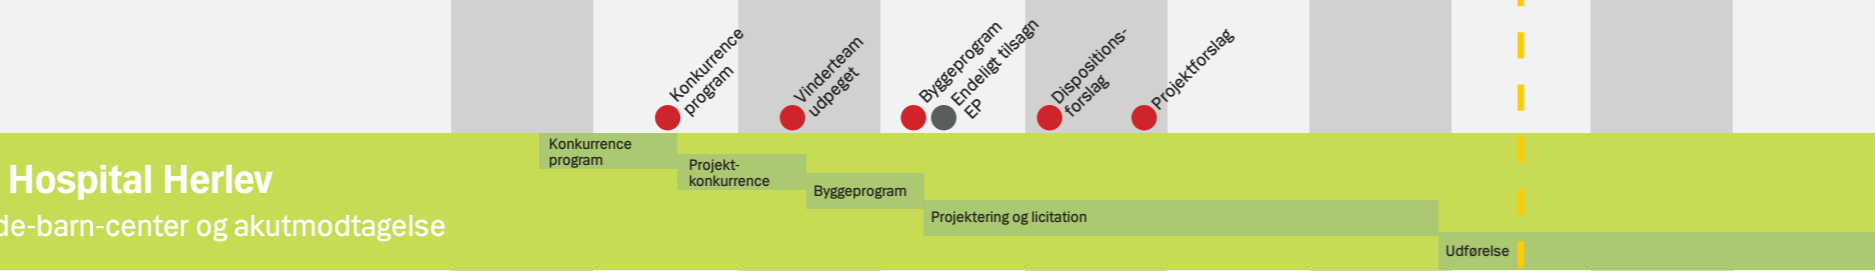 Konkurrence
program
Vinderteam
udpeget
Byggeprogram
Endeligt tilsagn
EP
Dispositions-
forslag
Projektforslag
Hospital Herlev
de-barn-center og akutmodtagelse
Konkurrence
program
Projekt-
konkurrence
Byggeprogram
Projektering og licitation
Udførelse